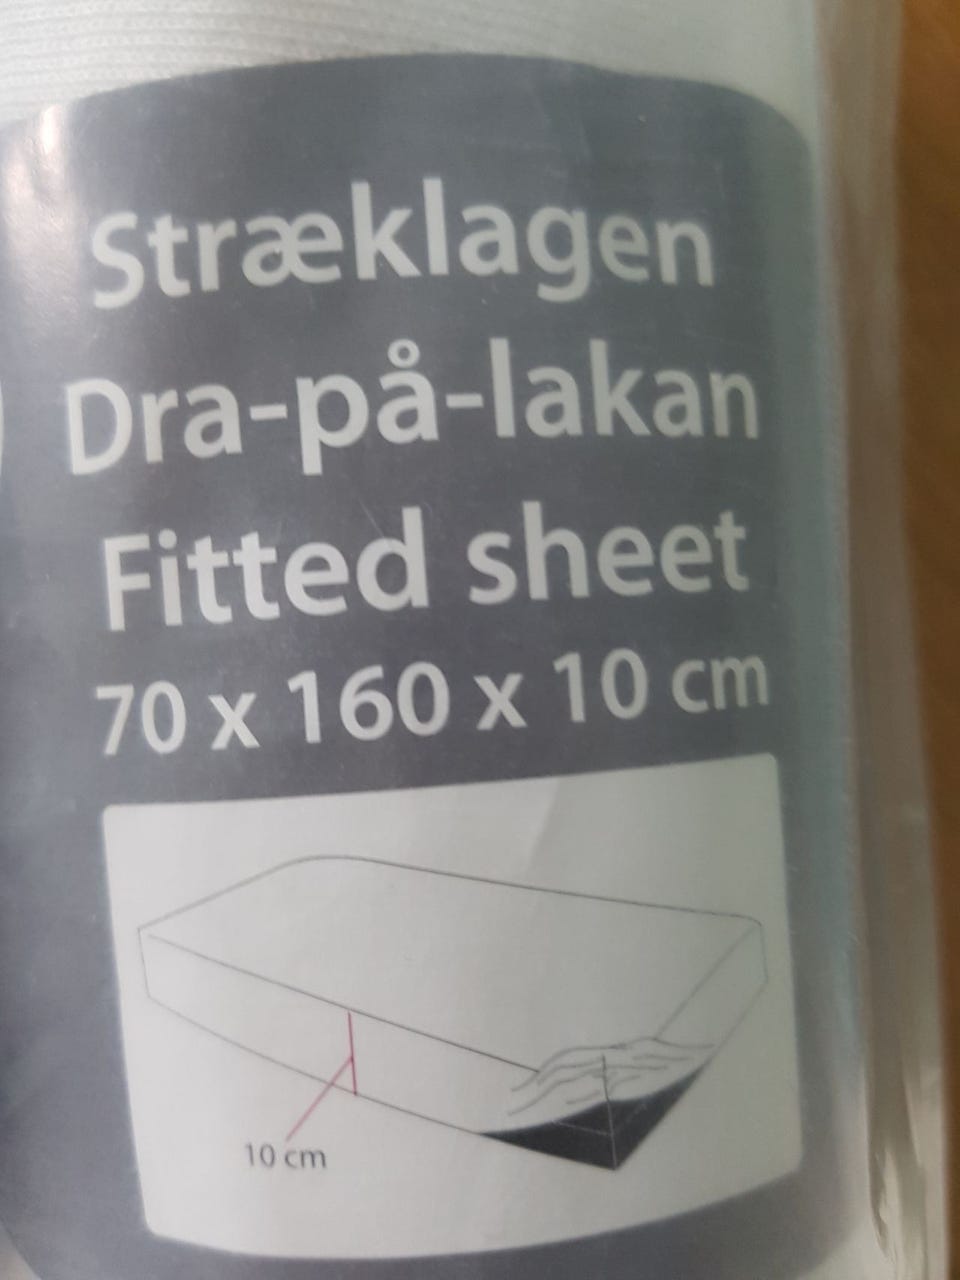 Stræklagen
Dra-på-lakan
Fitted sheet
70 x 160 x 10 cm
10 cm